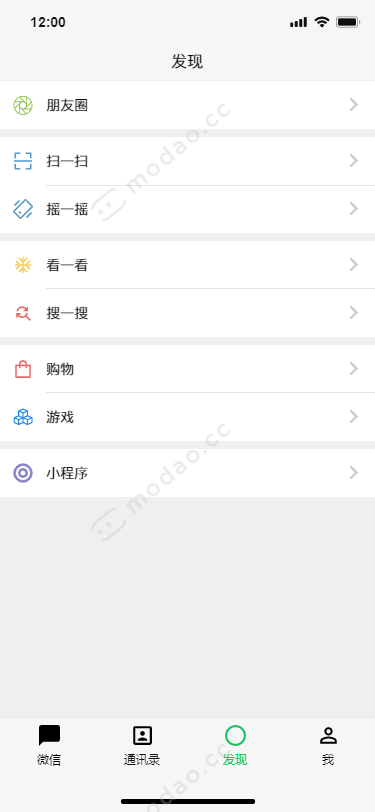 12:00
发现
朋友圈
扫一扫
摇一摇
看一看
搜一搜
购物
游戏
小程序
微信 通讯录 发现 我
modao.cc
modao.cc
modao.cc